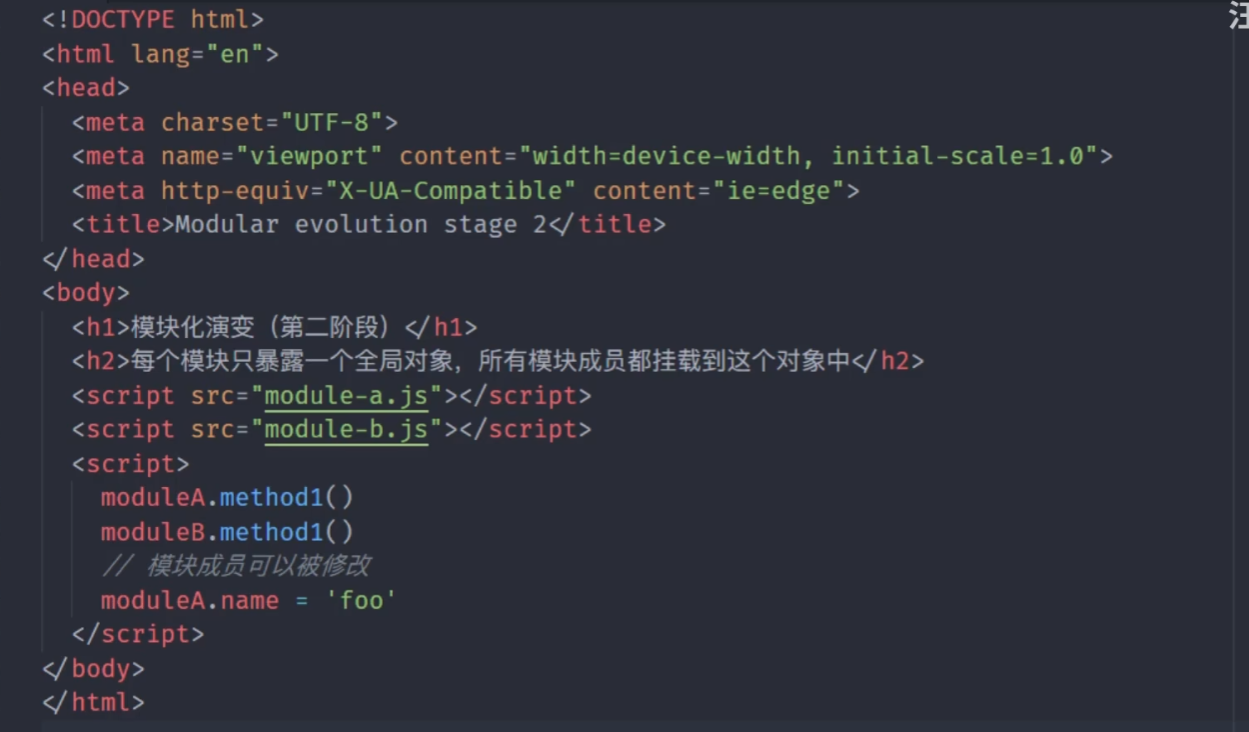 <!DOCTYPE html>
<html lang="en">
<head>
  <meta charset="UTF-8">
  <meta name="viewport" content="width=device-width, initial-scale=1.0">
  <meta http-equiv="X-UA-Compatible" content="ie=edge">
  <title>Modular evolution stage 2</title>
</head>
<body>
  <h1>模块化演变（第二阶段）</h1>
  <h2>每个模块只暴露一个全局对象，所有模块成员都挂载到这个对象中</h2>
  <script src="module-a.js"></script>
  <script src="module-b.js"></script>
  <script>
    moduleA.method1()
    moduleB.method1()
    // 模块成员可以被修改
    moduleA.name = 'foo'
  </script>
</body>
</html>